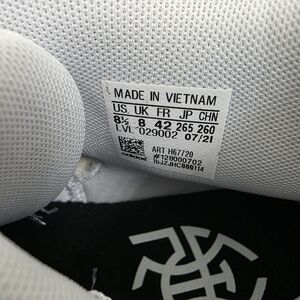 MADE IN VIETNAM
US UK FR JP CHN
8½ 8 42 265 260
LVL 029002 07/21
ART H67720
#129000702
adidas